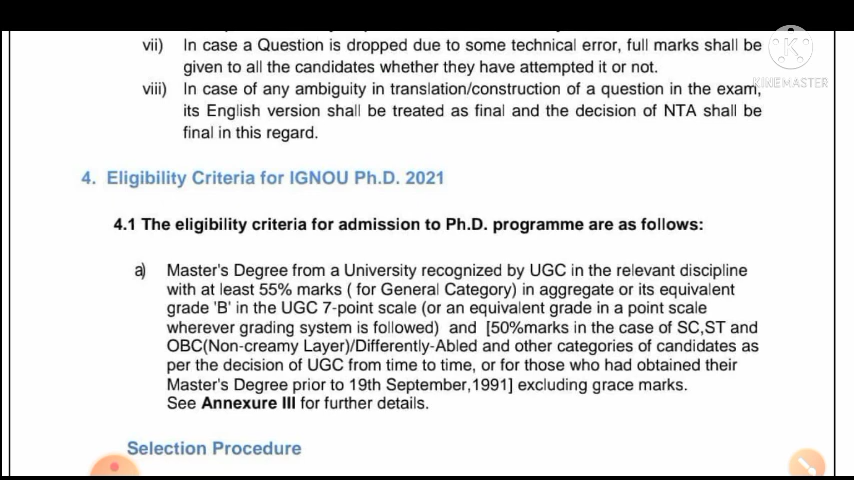 vii) In case a Question is dropped due to some technical error, full marks shall be
given to all the candidates whether they have attempted it or not.
viii) In case of any ambiguity in translation/construction of a question in the exam,
its English version shall be treated as final and the decision of NTA shall be
final in this regard.
K
KINEMASTER
4. Eligibility Criteria for IGNOU Ph.D. 2021
4.1 The eligibility criteria for admission to Ph.D. programme are as follows:
a) Master's Degree from a University recognized by UGC in the relevant discipline
with at least 55% marks ( for General Category) in aggregate or its equivalent
grade 'B' in the UGC 7-point scale (or an equivalent grade in a point scale
wherever grading system is followed) and [50%marks in the case of SC,ST and
OBC(Non-creamy Layer)/Differently-Abled and other categories of candidates as
per the decision of UGC from time to time, or for those who had obtained their
Master's Degree prior to 19th September,1991] excluding grace marks.
See Annexure III for further details.
Selection Procedure